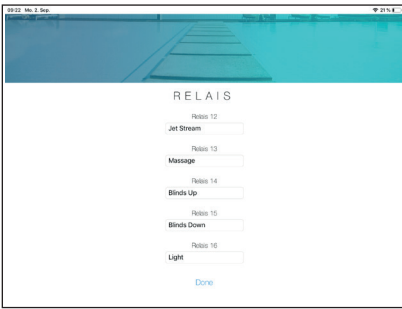 09:22 Mo. 2. Sep.
21 %
RELAIS
Relais 12
Jet Stream
Relais 13
Massage
Relais 14
Blinds Up
Relais 15
Blinds Down
Relais 16
Light
Done